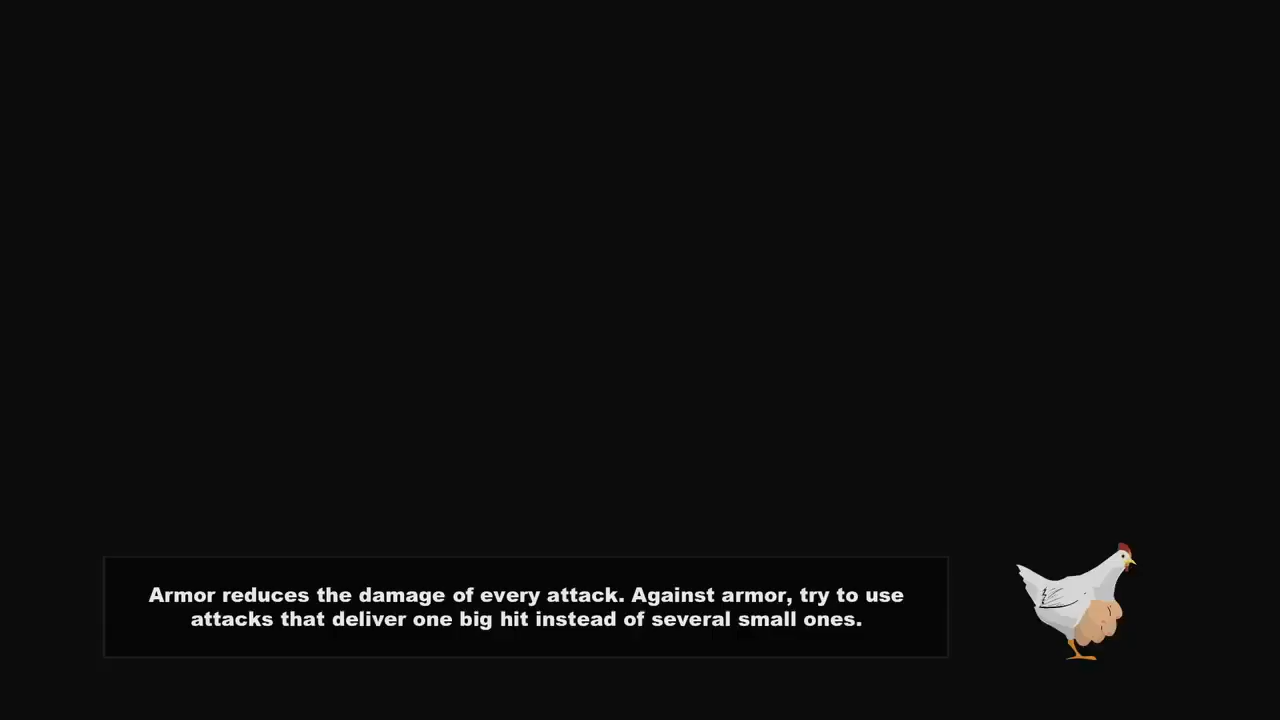 Armor reduces the damage of every attack. Against armor, try to use
attacks that deliver one big hit instead of several small ones.